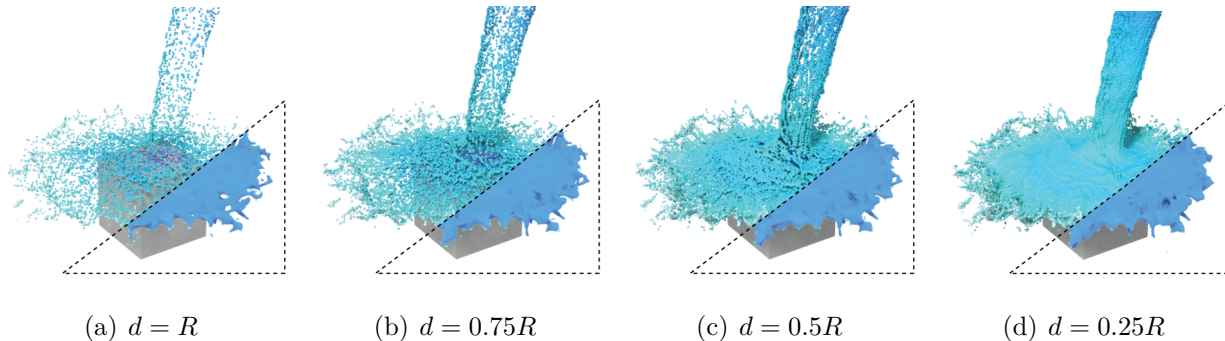 (a) d = R (b) d = 0.75R (c) d = 0.5R (d) d = 0.25R